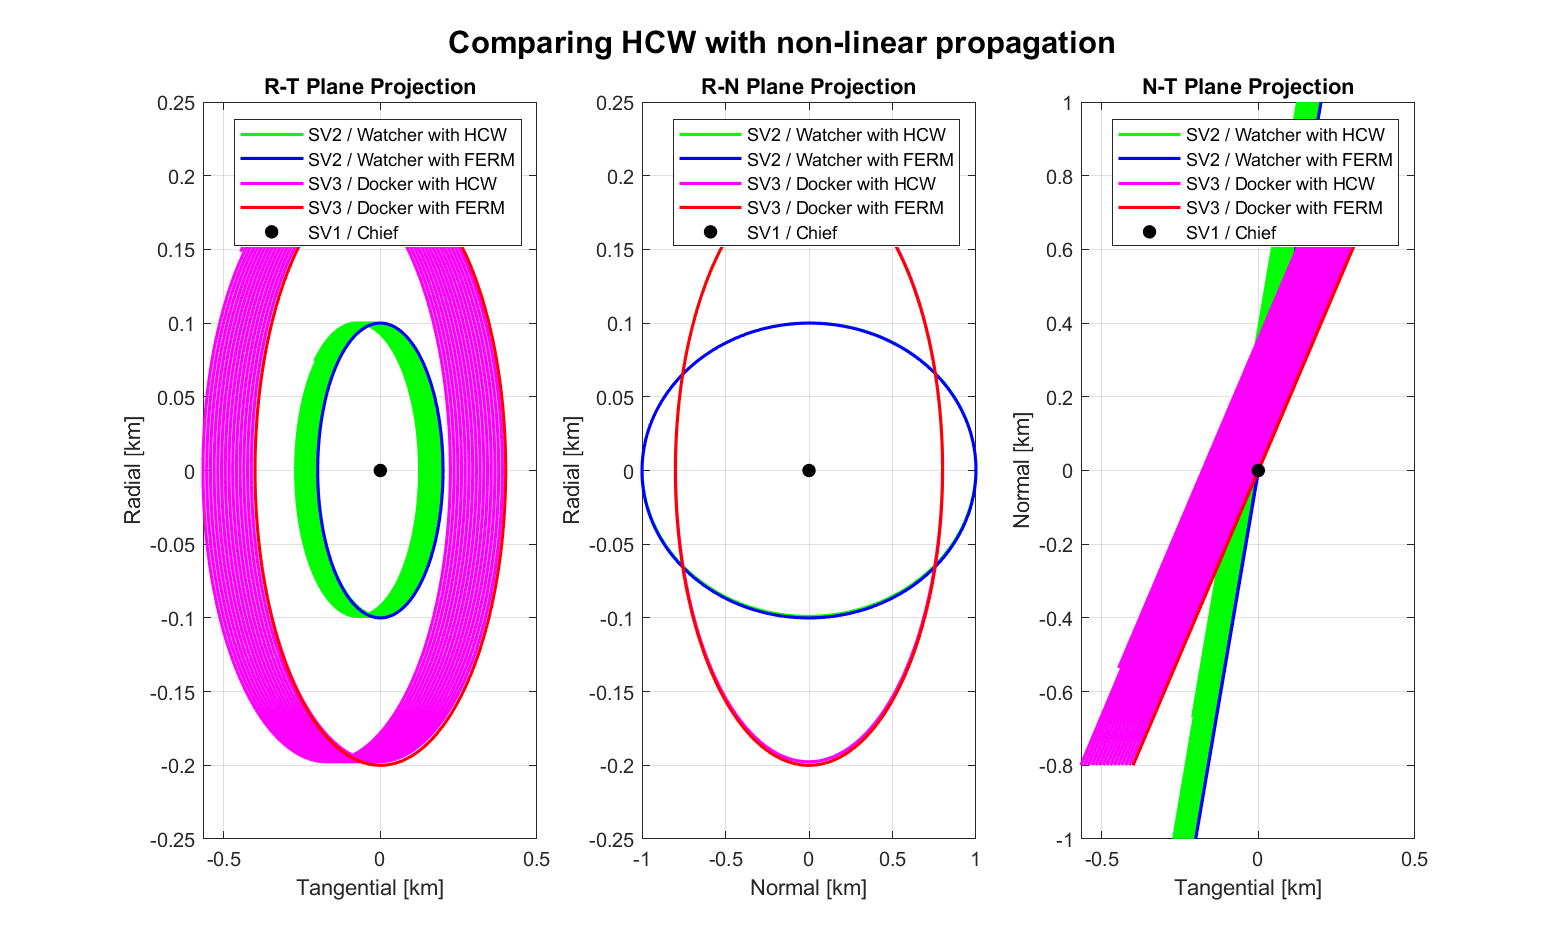 Comparing HCW with non-linear propagation
R-T Plane Projection
0.25
0.2
0.15
0.1
0.05
0
-0.05
-0.1
-0.15
-0.2
-0.25
Radial [km]
-0.5
0
0.5
Tangential [km]
SV2 / Watcher with HCW
SV2 / Watcher with FERM
SV3 / Docker with HCW
SV3 / Docker with FERM
SV1 / Chief
R-N Plane Projection
0.25
0.2
0.15
0.1
0.05
0
-0.05
-0.1
-0.15
-0.2
-0.25
Radial [km]
-1
-0.5
0
0.5
1
Normal [km]
SV2 / Watcher with HCW
SV2 / Watcher with FERM
SV3 / Docker with HCW
SV3 / Docker with FERM
SV1 / Chief
N-T Plane Projection
1
0.8
0.6
0.4
0.2
0
-0.2
-0.4
-0.6
-0.8
-1
Normal [km]
-0.5
0
0.5
Tangential [km]
SV2 / Watcher with HCW
SV2 / Watcher with FERM
SV3 / Docker with HCW
SV3 / Docker with FERM
SV1 / Chief